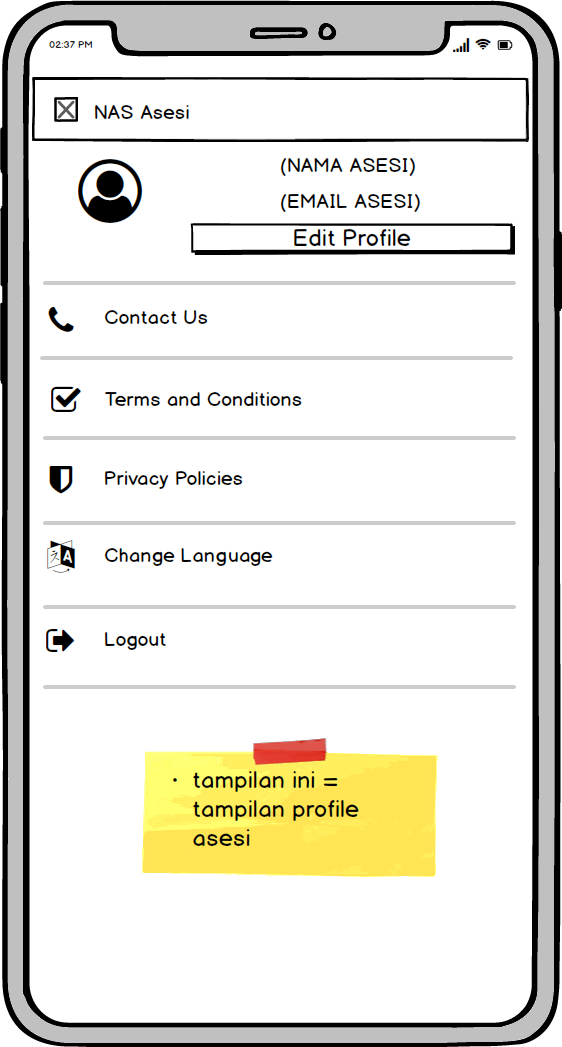 02:37 PM
NAS Asesi
(NAMA ASESI)
(EMAIL ASESI)
Edit Profile
Contact Us
Terms and Conditions
Privacy Policies
A
Change Language
Logout
• tampilan ini =
tampilan profile
asesi